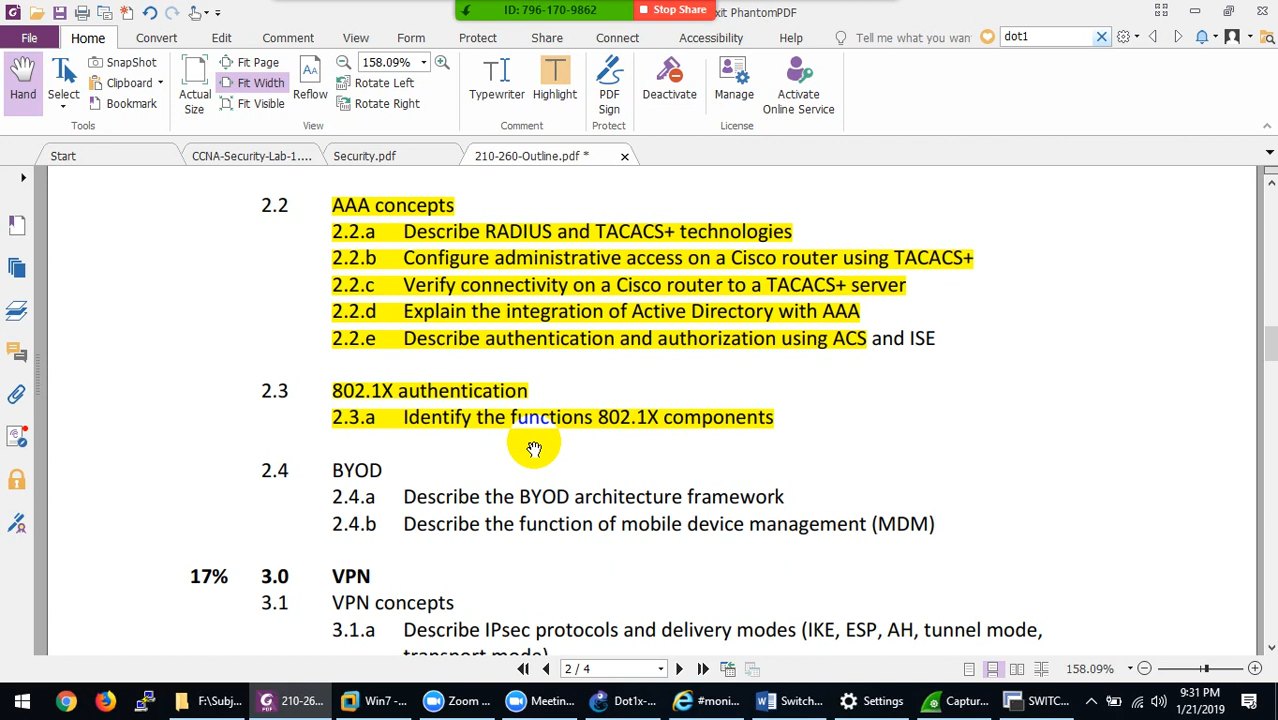 ID: 796-170-9862
Stop Share
xit PhantomPDF
File
Home
Convert
Edit
Comment
View
Form
Protect
Share
Connect
Accessibility
Help
Tell me what you want...
dot1
Hand
Select
SnapShot
Clipboard
Bookmark
Tools
Actual
Size
Fit Page
Fit Width
Fit Visible
Reflow
158.09%
Rotate Left
Rotate Right
View
Typewriter
Highlight
Comment
PDF
Sign
Protect
Deactivate
Manage
Activate
Online Service
License
Start
CCNA-Security-Lab-1....
Security.pdf
210-260-Outline.pdf *
2.2 AAA concepts
2.2.a Describe RADIUS and TACACS+ technologies
2.2.b Configure administrative access on a Cisco router using TACACS+
2.2.c Verify connectivity on a Cisco router to a TACACS+ server
2.2.d Explain the integration of Active Directory with AAA
2.2.e Describe authentication and authorization using ACS and ISE
2.3 802.1X authentication
2.3.a Identify the functions 802.1X components
2.4 BYOD
2.4.a Describe the BYOD architecture framework
2.4.b Describe the function of mobile device management (MDM)
17% 3.0 VPN
3.1 VPN concepts
3.1.a Describe IPsec protocols and delivery modes (IKE, ESP, AH, tunnel mode,
transport mode)
2 / 4
158.09%
F:\Subj...
210-26...
Win7 -...
Zoom ...
Meetin...
Dot1x-...
#moni...
Switch...
Settings
Captur...
SWITC...
9:31 PM
1/21/2019